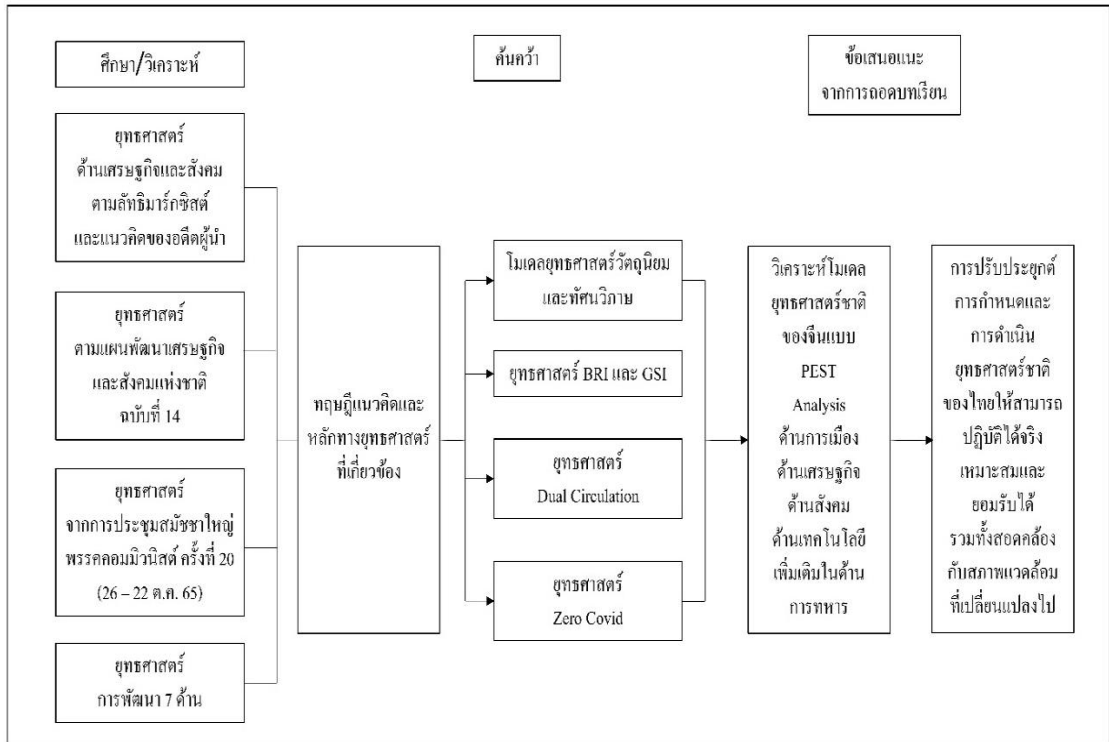 ศึกษา/วิเคราะห์
ค้นคว้า
ข้อเสนอแนะ
จากการถอดบทเรียน
ยุทธศาสตร์
ด้านเศรษฐกิจและสังคม
ตามลัทธิมาร์กซิสต์
และแนวคิดของอดีตผู้นำ
ยุทธศาสตร์
ตามแผนพัฒนาเศรษฐกิจ
และสังคมแห่งชาติ
ฉบับที่ 14
ยุทธศาสตร์
จากการประชุมสมัชชาใหญ่
พรรคคอมมิวนิสต์ ครั้งที่ 20
(26 – 22 ต.ค. 65)
ยุทธศาสตร์
การพัฒนา 7 ด้าน
ทฤษฎีแนวคิดและ
หลักทางยุทธศาสตร์
ที่เกี่ยวข้อง
โมเดลยุทธศาสตร์วัตถุนิยม
และทัศนวิภาษ
ยุทธศาสตร์ BRI และ GSI
ยุทธศาสตร์
Dual Circulation
ยุทธศาสตร์
Zero Covid
วิเคราะห์โมเดล
ยุทธศาสตร์ชาติ
ของจีนแบบ
PEST
Analysis
ด้านการเมือง
ด้านเศรษฐกิจ
ด้านสังคม
ด้านเทคโนโลยี
เพิ่มเติมในด้าน
การทหาร
การปรับประยุกต์
การกำหนดและ
การดำเนิน
ยุทธศาสตร์ชาติ
ของไทยให้สามารถ
ปฏิบัติได้จริง
เหมาะสมและ
ยอมรับได้
รวมทั้งสอดคล้อง
กับสภาพแวดล้อม
ที่เปลี่ยนแปลงไป